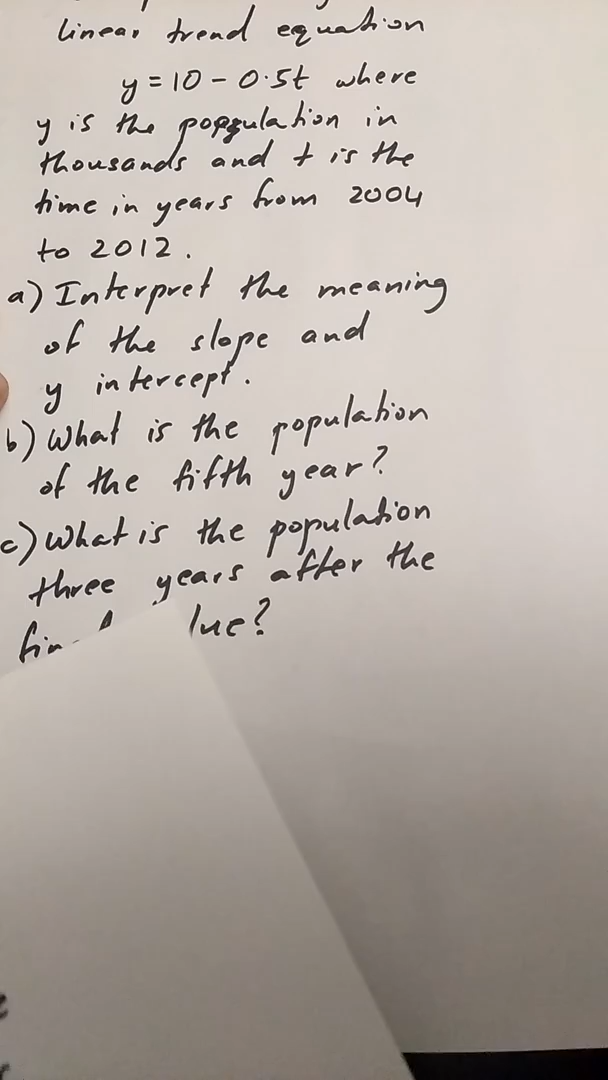 linear trend equation
y = 10 - 0.5t where
y is the population in
thousands and t is the
time in years from 2004
to 2012.
a) Interpret the meaning
of the slope and
y intercept.
b) What is the population
of the fifth year?
c) What is the population
three years after the